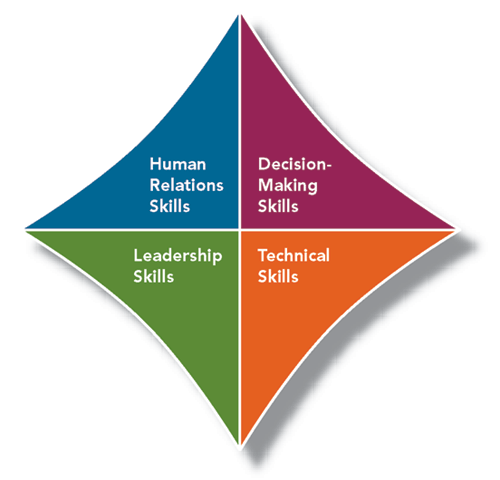 Human
Relations
Skills
Decision-
Making
Skills
Leadership
Skills
Technical
Skills